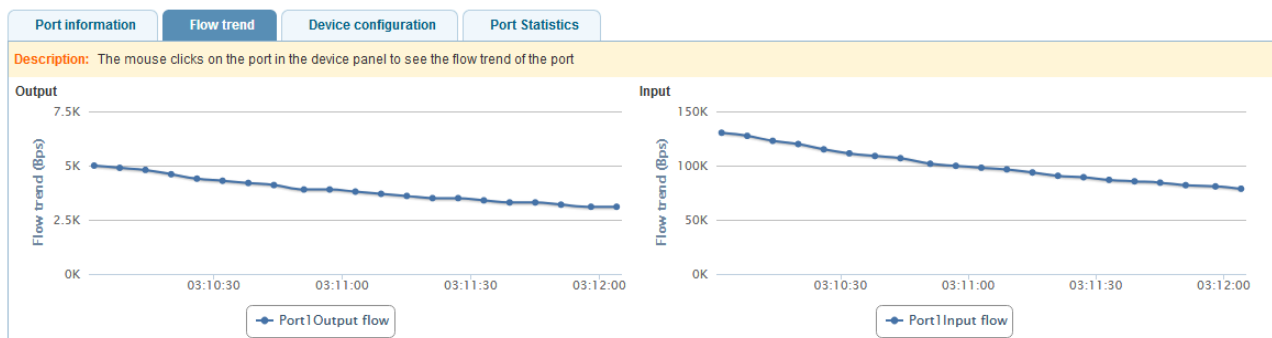 Port information
Flow trend
Device configuration
Port Statistics
Description: The mouse clicks on the port in the device panel to see the flow trend of the port
Output
7.5K
5K
2.5K
0K
Flow trend (Bps)
03:10:30
03:11:00
03:11:30
03:12:00
Port1Output flow
Input
150K
100K
50K
0K
Flow trend (Bps)
03:10:30
03:11:00
03:11:30
03:12:00
Port1Input flow